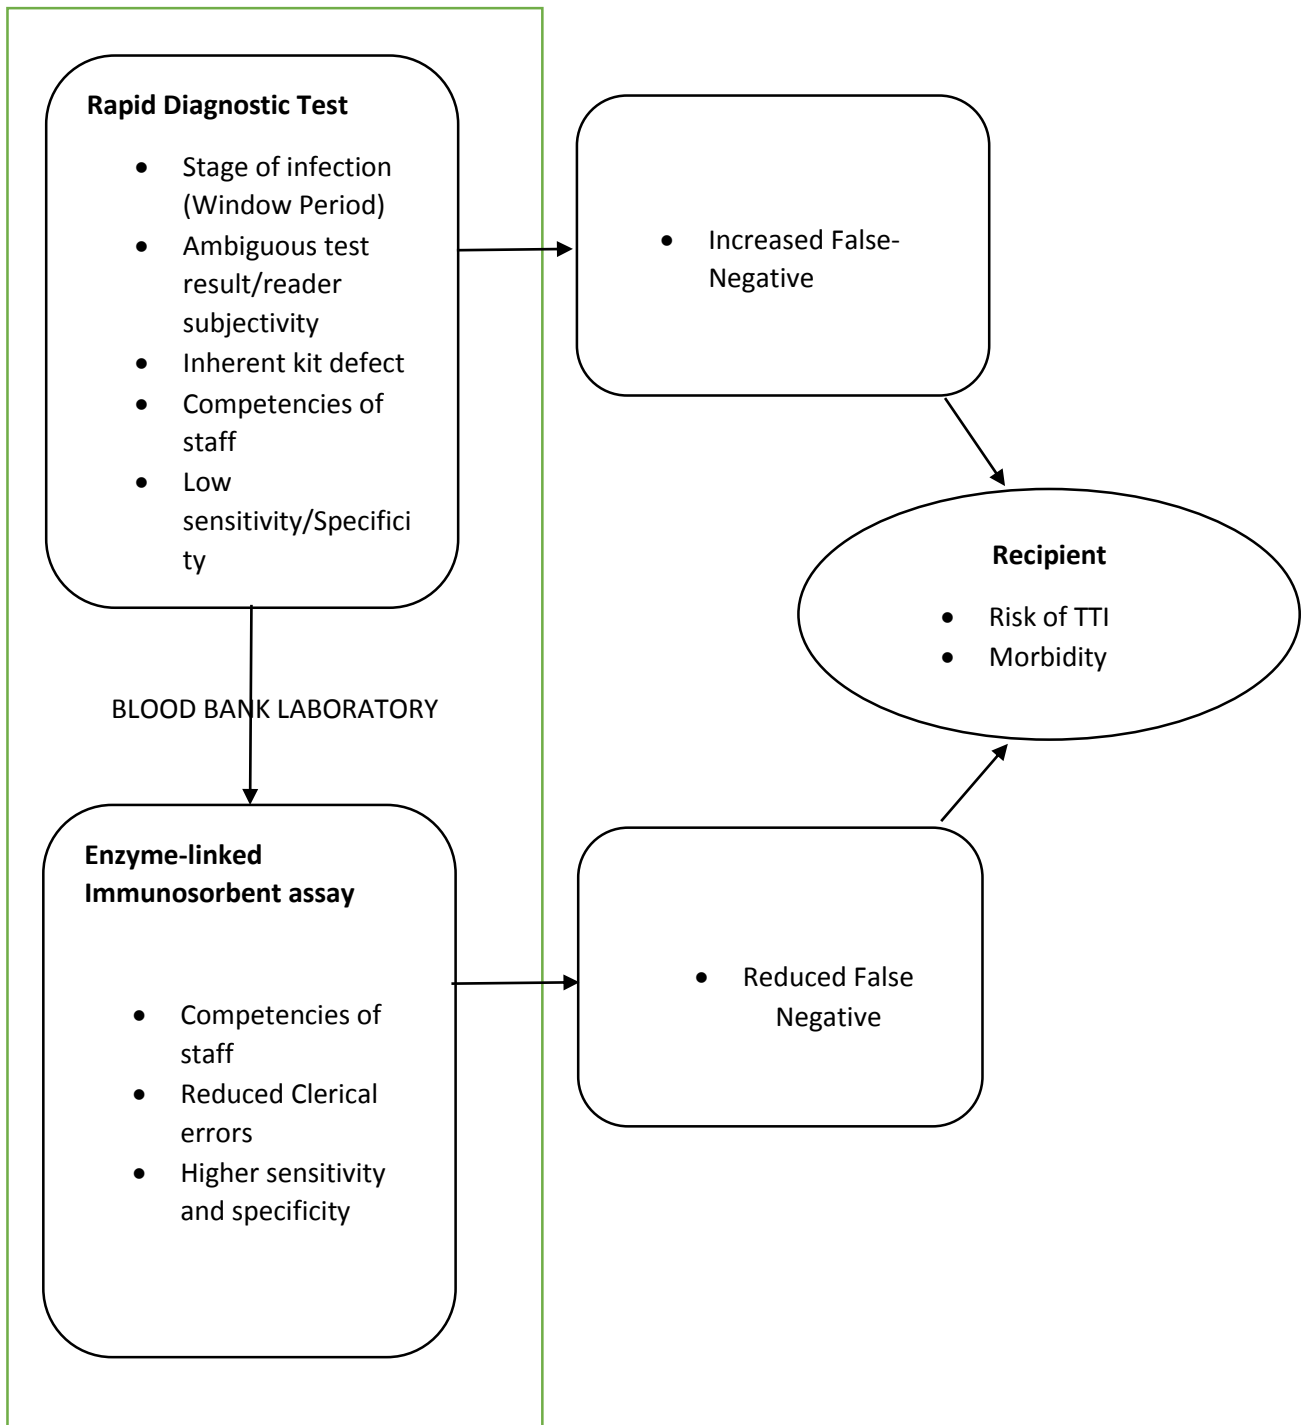 Rapid Diagnostic Test
• Stage of infection
(Window Period)
• Ambiguous test
result/reader
subjectivity
• Inherent kit defect
• Competencies of
staff
• Low
sensitivity/Specifici
ty
• Increased False-
Negative
Recipient
• Risk of TTI
• Morbidity
BLOOD BANK LABORATORY
Enzyme-linked
Immunosorbent assay
• Competencies of
staff
• Reduced Clerical
errors
• Higher sensitivity
and specificity
• Reduced False
Negative